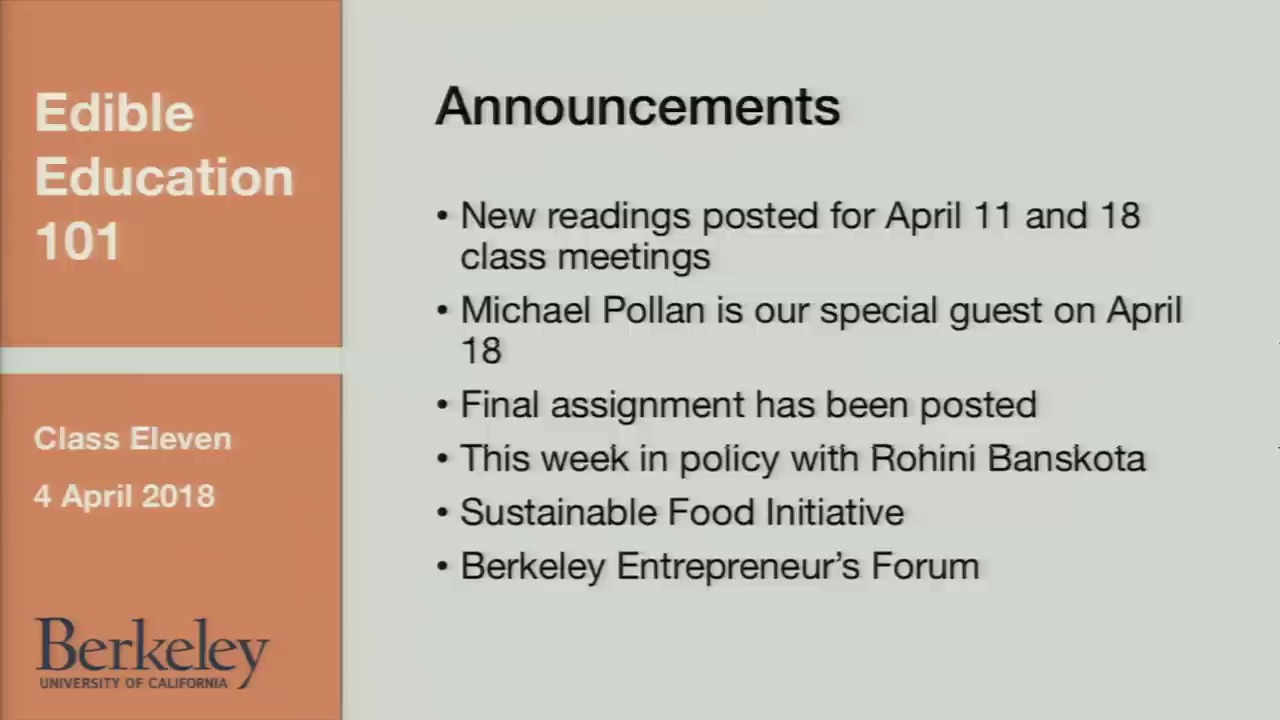 Edible
Education
101
Class Eleven
4 April 2018
Berkeley
UNIVERSITY OF CALIFORNIA
Announcements
• New readings posted for April 11 and 18
class meetings
• Michael Pollan is our special guest on April
18
• Final assignment has been posted
• This week in policy with Rohini Banskota
• Sustainable Food Initiative
• Berkeley Entrepreneur’s Forum